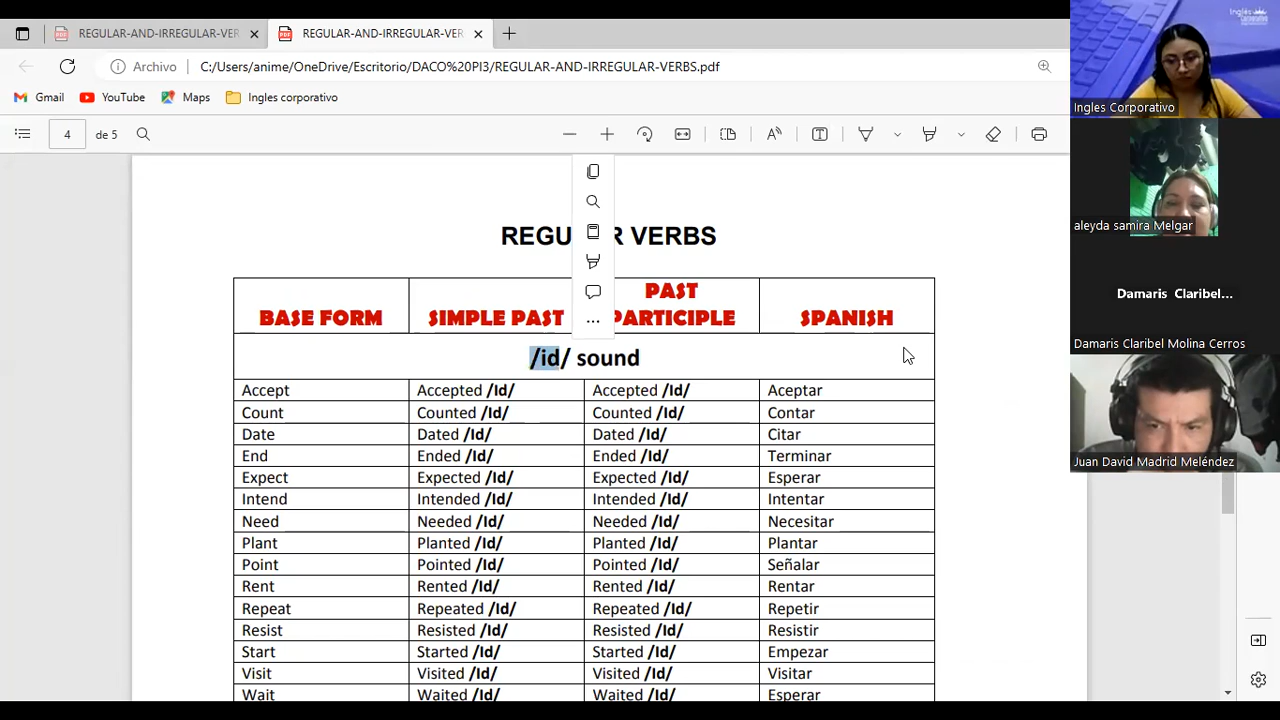 REGULAR-AND-IRREGULAR-VER
REGULAR-AND-IRREGULAR-VERB
Archivo
C:/Users/anime/OneDrive/Escritorio/DACO%20PI3/REGULAR-AND-IRREGULAR-VERBS.pdf
Gmail
YouTube
Maps
Ingles corporativo
4 de 5
REGU R VERBS
BASE FORM SIMPLE PAST PAST PARTICIPLE SPANISH
/id/ sound
Accept Accepted /Id/ Accepted /Id/ Aceptar
Count Counted /Id/ Counted /Id/ Contar
Date Dated /Id/ Dated /Id/ Citar
End Ended /Id/ Ended /Id/ Terminar
Expect Expected /Id/ Expected /Id/ Esperar
Intend Intended /Id/ Intended /Id/ Intentar
Need Needed /Id/ Needed /Id/ Necesitar
Plant Planted /Id/ Planted /Id/ Plantar
Point Pointed /Id/ Pointed /Id/ Señalar
Rent Rented /Id/ Rented /Id/ Rentar
Repeat Repeated /Id/ Repeated /Id/ Repetir
Resist Resisted /Id/ Resisted /Id/ Resistir
Start Started /Id/ Started /Id/ Empezar
Visit Visited /Id/ Visited /Id/ Visitar
Wait Waited /Id/ Waited /Id/ Esperar
Inglés
Ingles Corporativo
aleyda samira Melgar
Damaris Claribel...
Damaris Claribel Molina Cerros
Juan David Madrid Meléndez